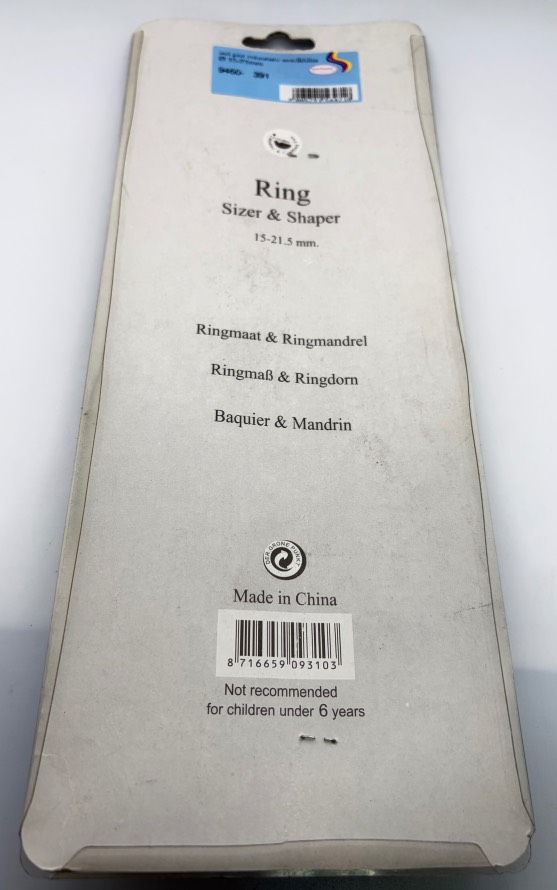 9460- 391
Ring
Sizer & Shaper
15-21.5 mm.
Ringmaat & Ringmandrel
Ringmaß & Ringdorn
Baquier & Mandrin
DER GRÜNE PUNKT
Made in China
8 716659 093103
Not recommended
for children under 6 years